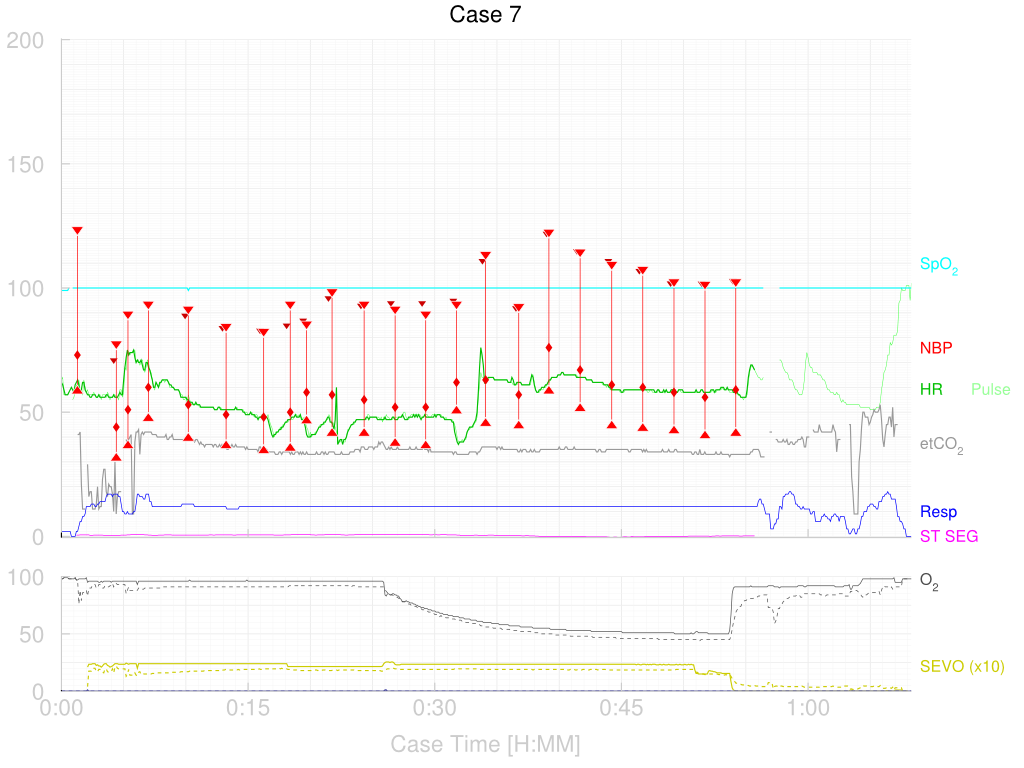 Case 7
200
150
100
50
0
SpO2
NBP
HR Pulse
etCO2
Resp
ST SEG
100
50
0
O2
SEVO (x10)
0:00 0:15 0:30 0:45 1:00
Case Time [H:MM]